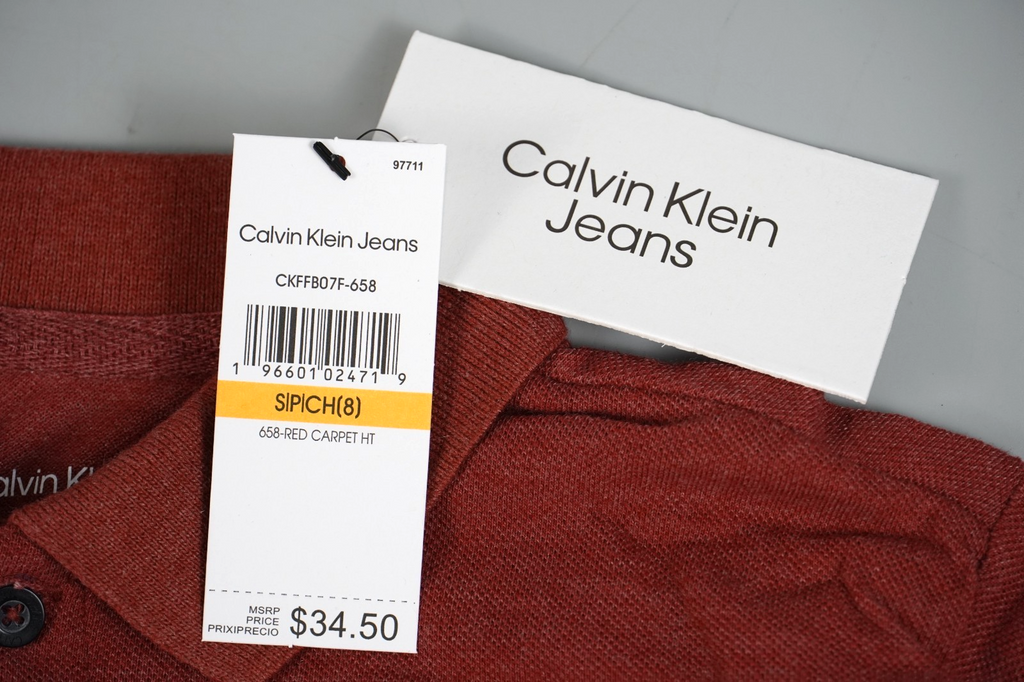 97711
Calvin Klein Jeans
CKFFB07F-658
1 96601 02471 9
S|P|CH(8)
658-RED CARPET HT
MSRP
PRICE
PRIX|PRECIO
$34.50
Calvin Klein
Jeans
alvin Kl